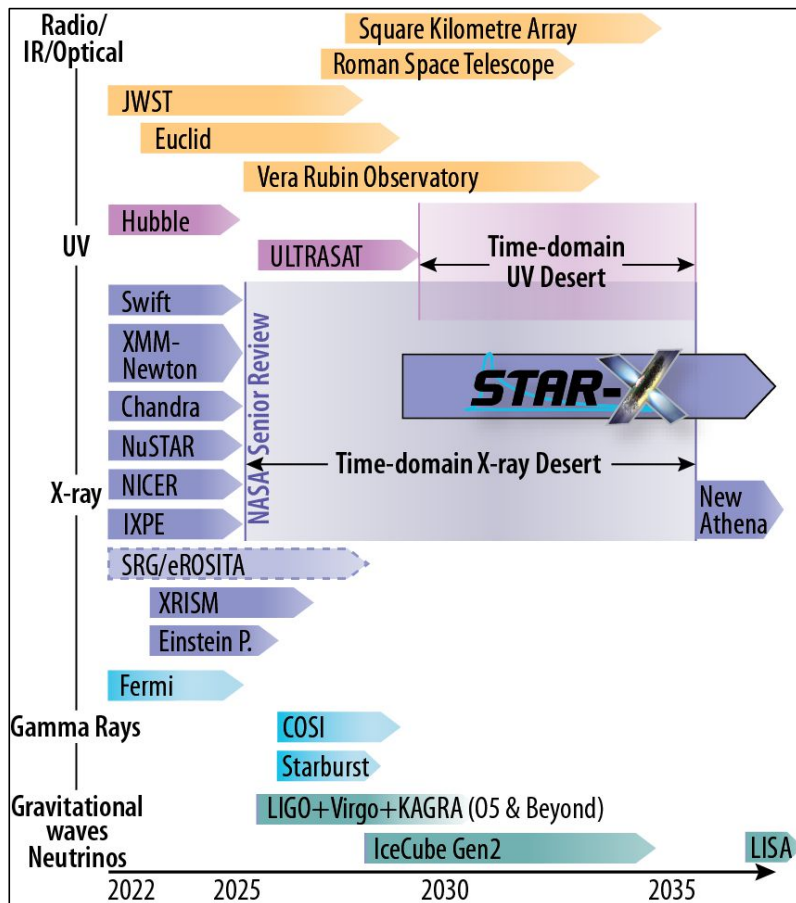 Radio/
IR/Optical
Square Kilometre Array
Roman Space Telescope
JWST
Euclid
Vera Rubin Observatory
Hubble
UV
ULTRASAT
Time-domain
UV Desert
Swift
XMM-
Newton
Chandra
NuSTAR
NICER
IXPE
X-ray
NASA Senior Review
STAR-X
Time-domain X-ray Desert
New
Athena
SRG/eROSITA
XRISM
Einstein P.
Fermi
Gamma Rays
COSI
Starburst
Gravitational
waves
Neutrinos
LIGO+Virgo+KAGRA (O5 & Beyond)
IceCube Gen2
LISA
2022 2025 2030 2035